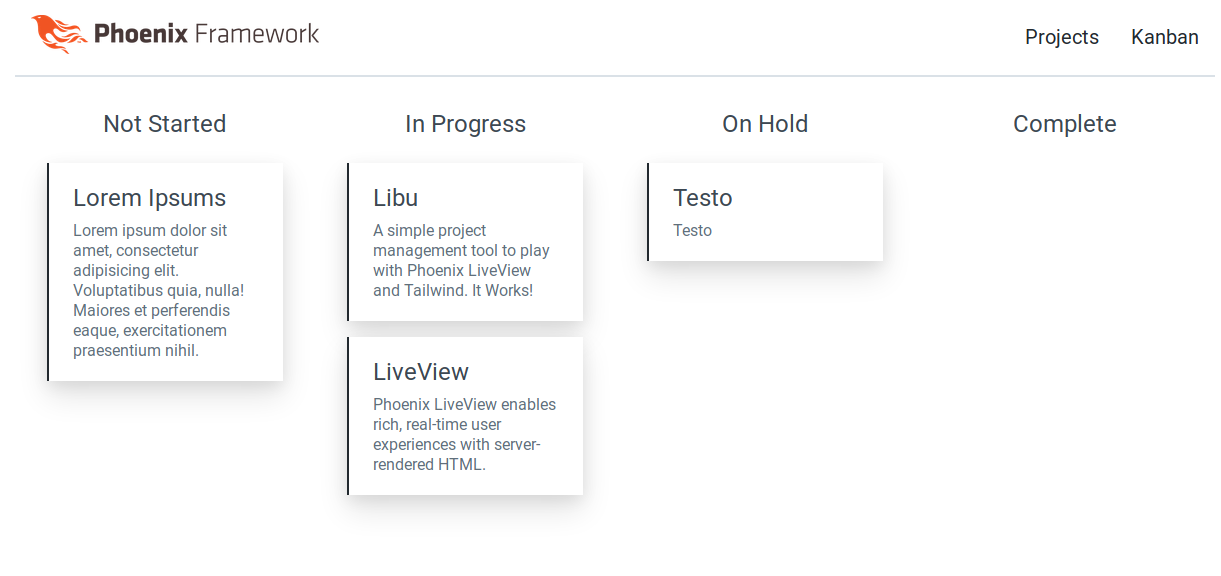 Phoenix Framework
Projects
Kanban
Not Started
In Progress
On Hold
Complete
Lorem Ipsums
Lorem ipsum dolor sit
amet, consectetur
adipisicing elit.
Voluptatibus quia, nulla!
Maiores et perferendis
eaque, exercitationem
praesentium nihil.
Libu
A simple project
management tool to play
with Phoenix LiveView
and Tailwind. It Works!
LiveView
Phoenix LiveView enables
rich, real-time user
experiences with server-
rendered HTML.
Testo
Testo